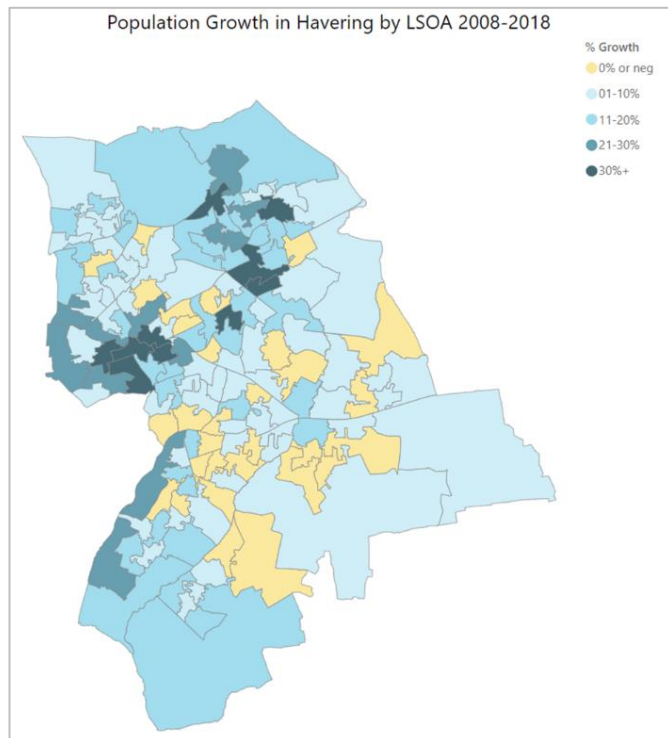 Population Growth in Havering by LSOA 2008-2018
% Growth
0% or neg
01-10%
11-20%
21-30%
30%+